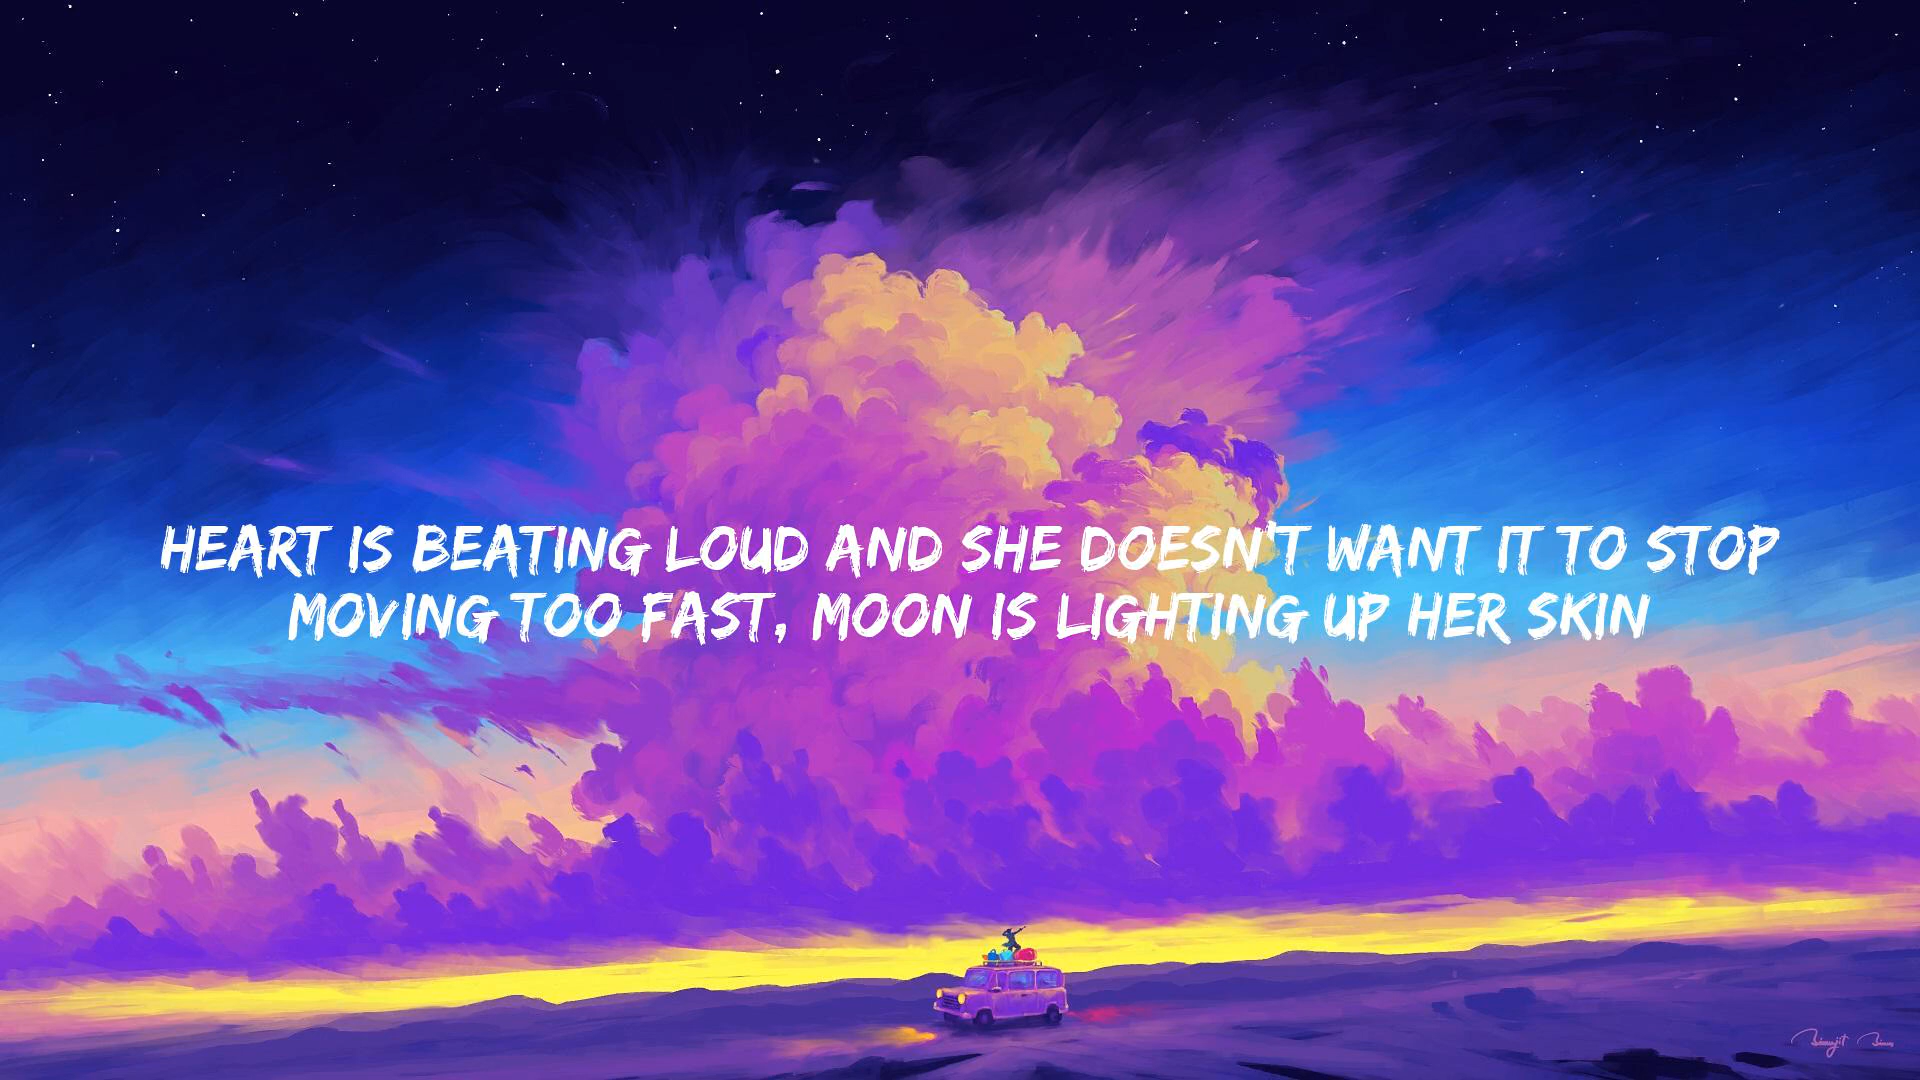 HEART IS BEATING LOUD AND SHE DOESN'T WANT IT TO STOP
MOVING TOO FAST, MOON IS LIGHTING UP HER SKIN